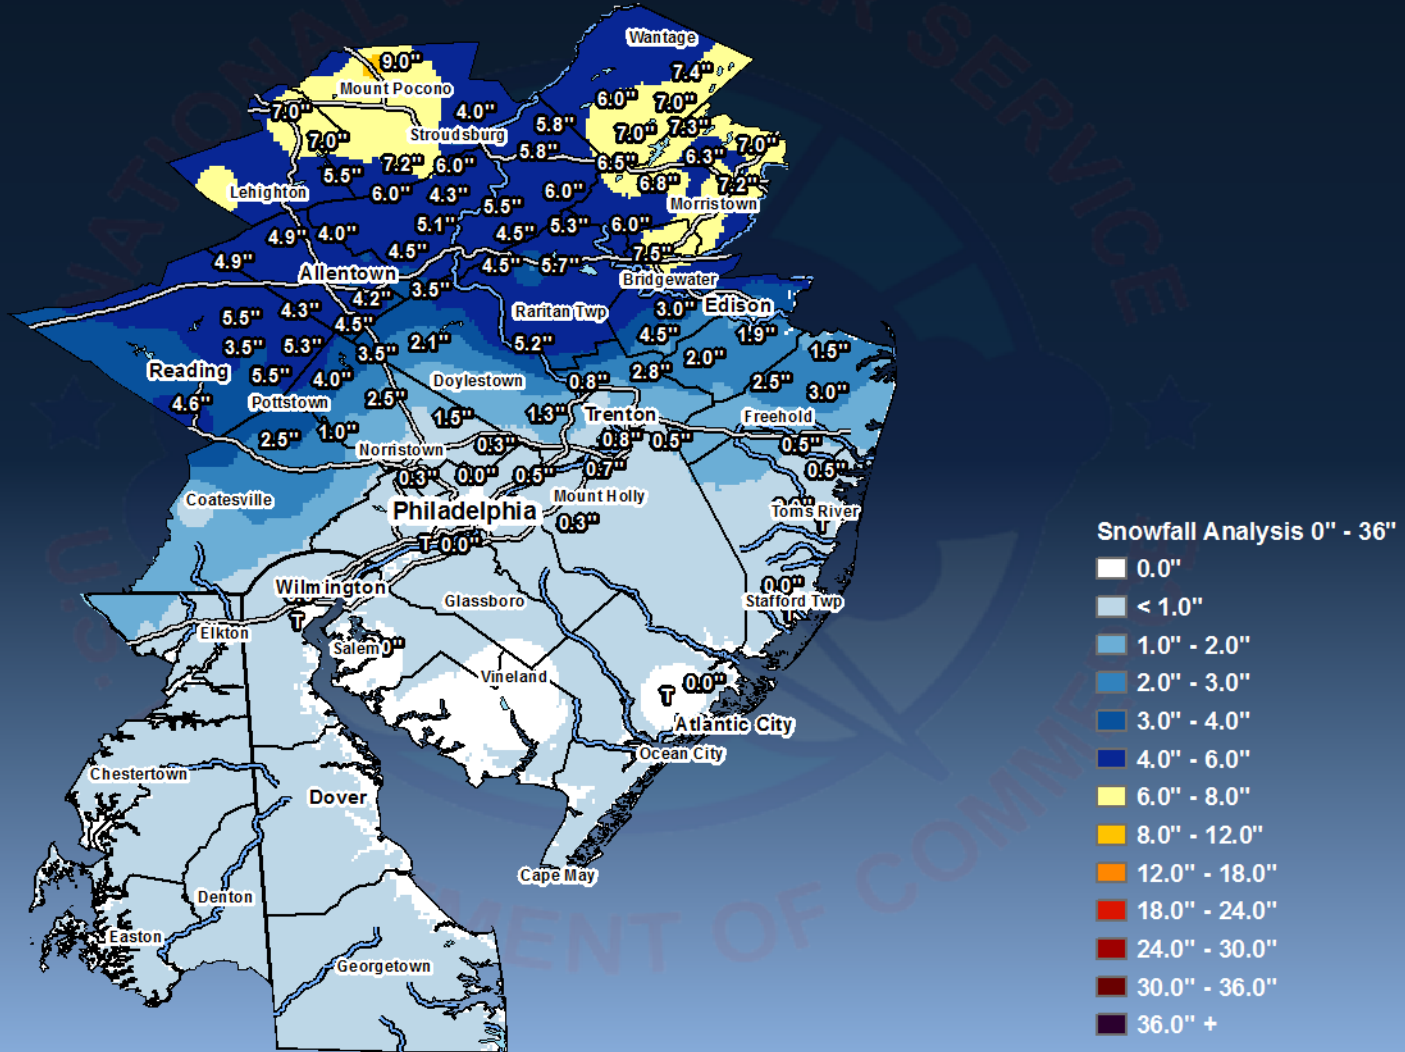 NATIONAL
SERVICE
Wantage
9.0"
7.4"
Mount Pocono
6.0"
7.0"
7.0"
4.0"
5.8"
7.3"
7.0"
Stroudsburg
7.0"
7.0"
5.8"
6.3"
7.2"
6.0"
6.5"
5.5"
6.8"
7.2"
Lehighton
6.0"
4.3"
6.0"
Morristown
5.5"
5.1"
5.3"
6.0"
4.9"
4.0"
4.5"
4.5"
7.5"
4.9"
4.5"
5.7"
Allentown
Bridgewater
3.5"
4.2"
Edison
4.3"
Raritan Twp
3.0"
5.5"
4.5"
4.5"
1.9"
3.5"
5.3"
2.1"
5.2"
1.5"
3.5"
2.0"
Reading
5.5"
4.0"
Doylestown
0.8"
2.8"
2.5"
3.0"
4.6"
Pottstown
2.5"
1.5"
1.3"
Trenton
Freehold
2.5"
1.0"
0.3"
0.8"
0.5"
0.5"
Norristown
0.3"
0.0"
0.5"
0.7"
0.5"
Coatesville
Mount Holly
Philadelphia
Toms River
T
0.3"
T
0.0"
Wilmington
0.0"
Glassboro
Stafford Twp
T
T
Elkton
Salem
Vineland
0.0"
T
Atlantic City
Ocean City
Chestertown
Dover
Cape May
Denton
Easton
Georgetown
MENT OF COMME
Snowfall Analysis 0" - 36"
0.0"
< 1.0"
1.0" - 2.0"
2.0" - 3.0"
3.0" - 4.0"
4.0" - 6.0"
6.0" - 8.0"
8.0" - 12.0"
12.0" - 18.0"
18.0" - 24.0"
24.0" - 30.0"
30.0" - 36.0"
36.0" +